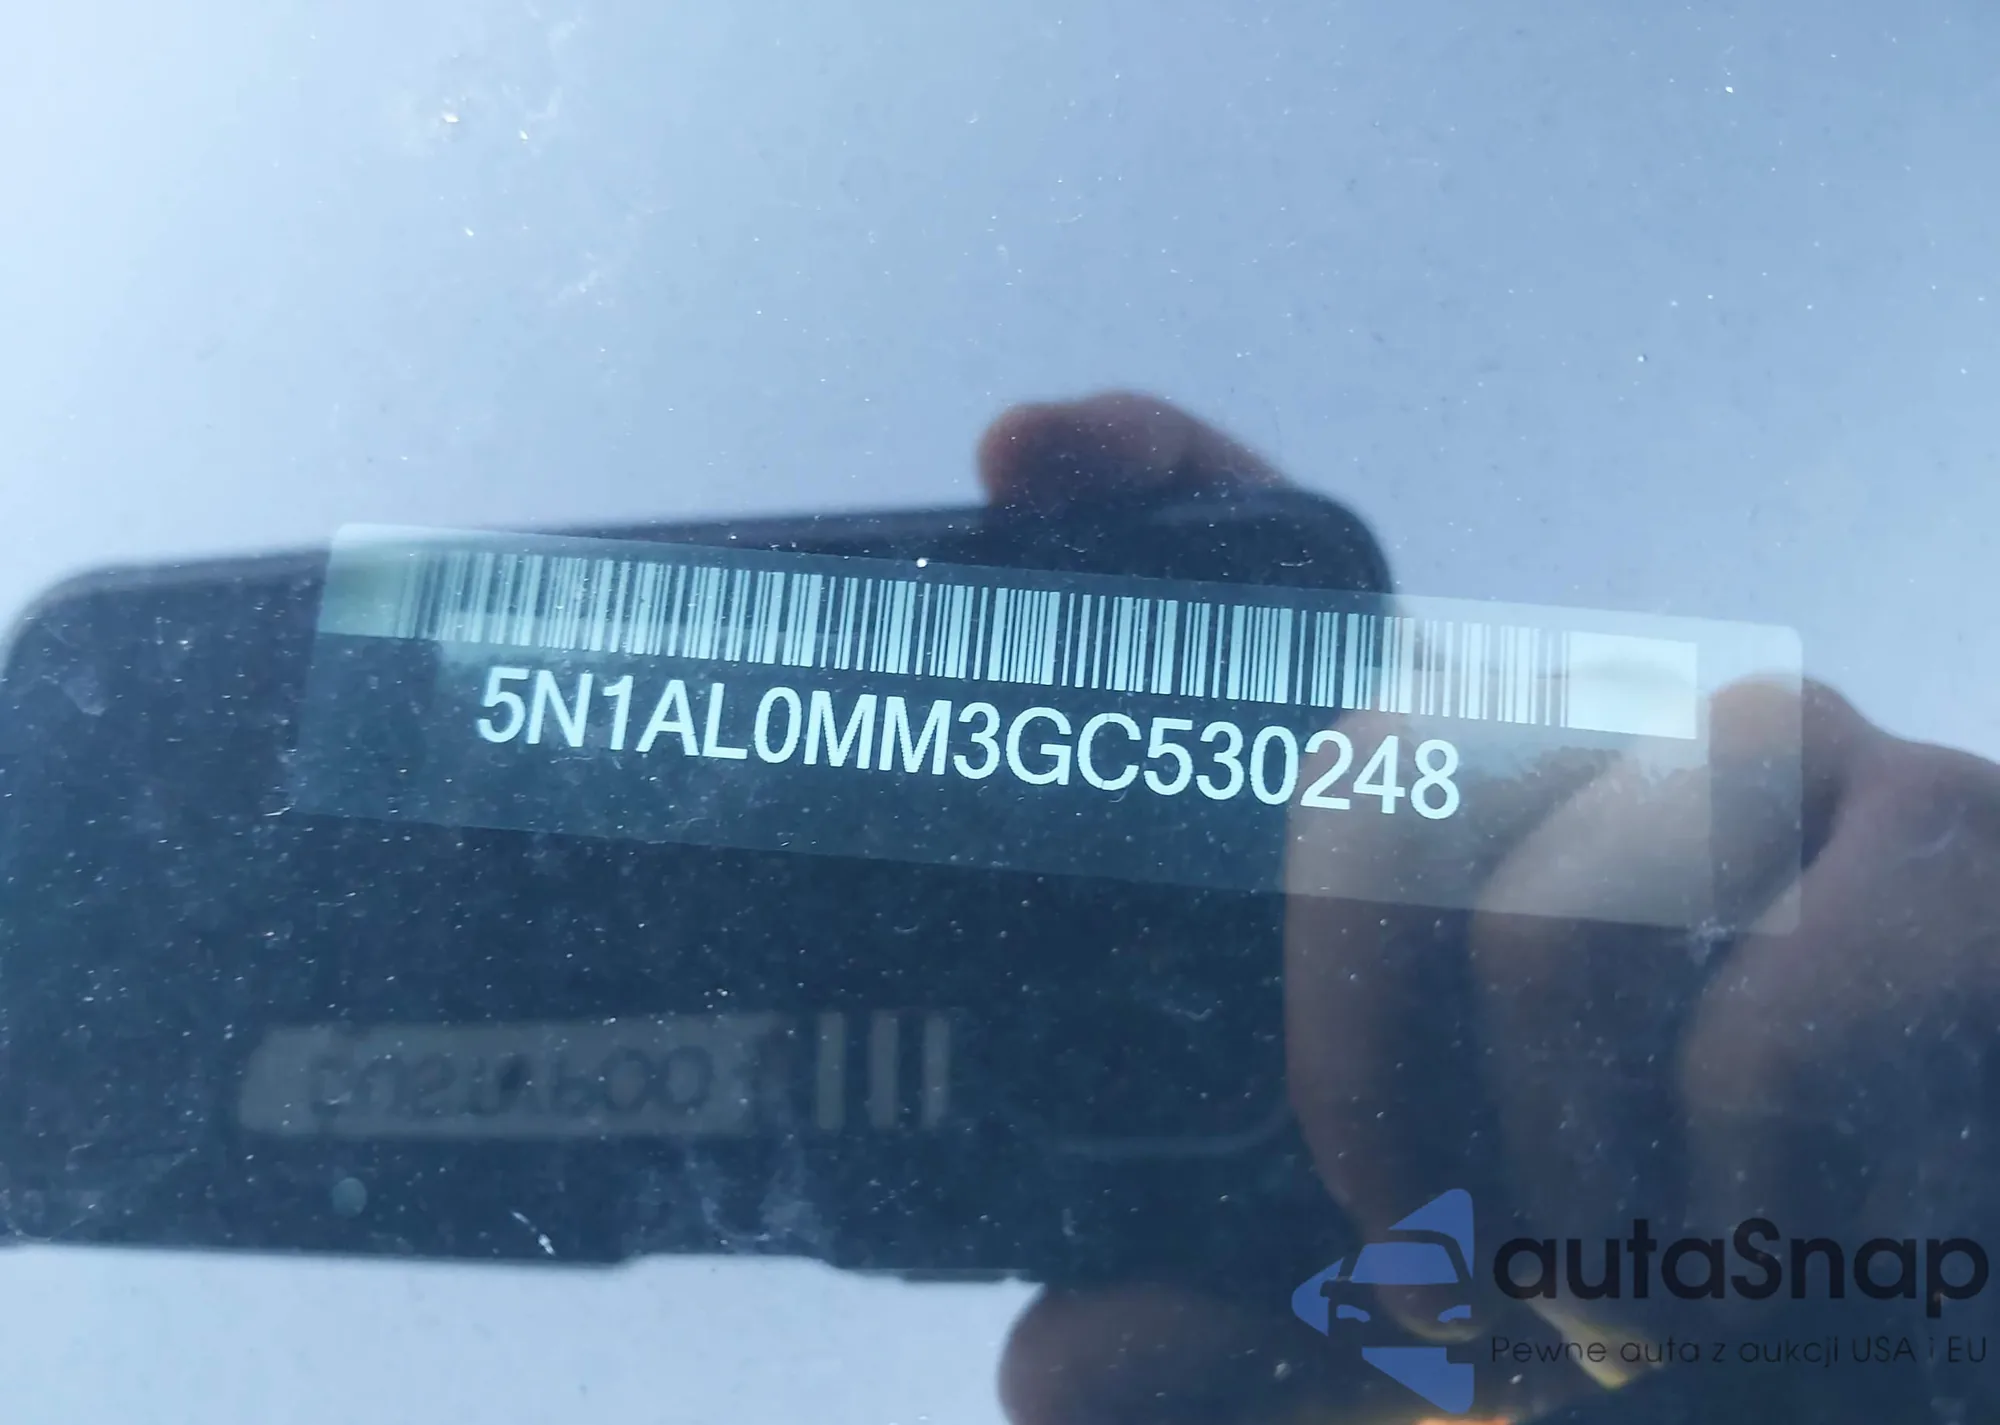 5N1AL0MM3GC530248
autaSnap
Pewne auta z aukcji USA i EU